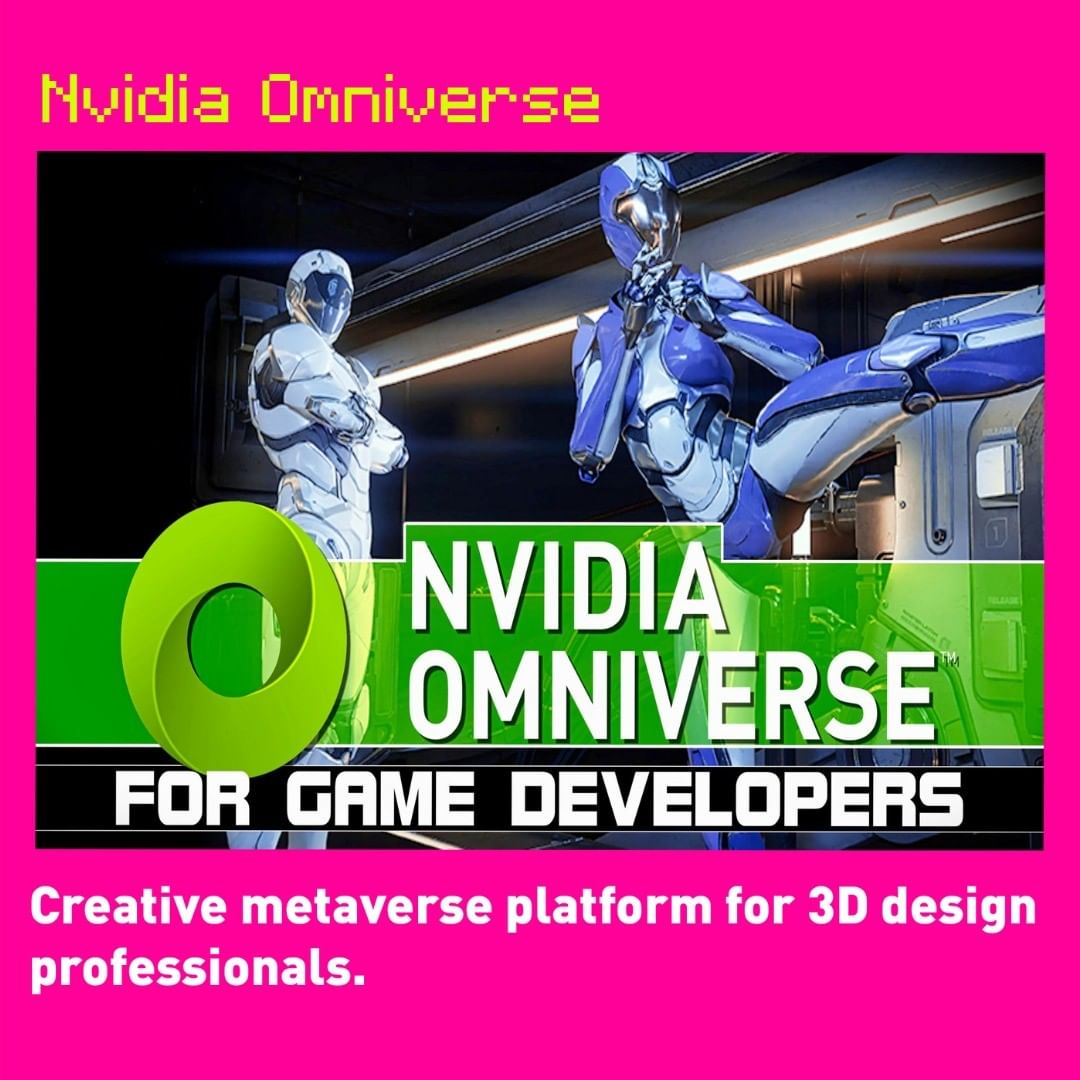 Nvidia Omniverse
NVIDIA
OMNIVERSE™
FOR GAME DEVELOPERS
Creative metaverse platform for 3D design
professionals.